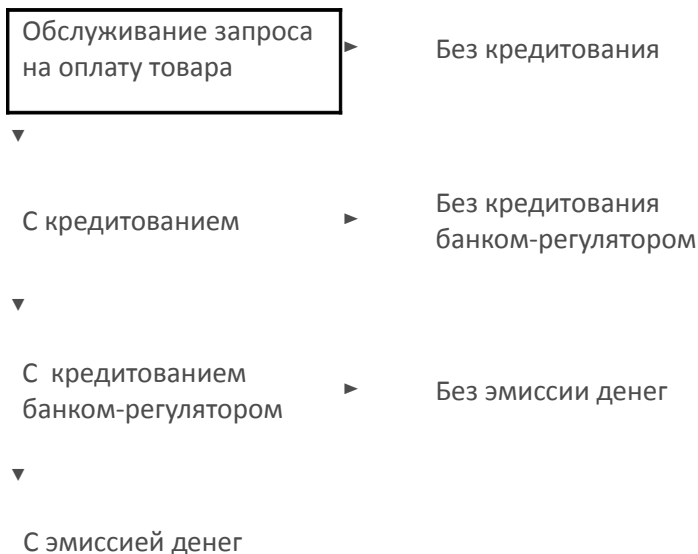 Обслуживание запроса
на оплату товара
Без кредитования
С кредитованием
Без кредитования
банком-регулятором
С кредитованием
банком-регулятором
Без эмиссии денег
С эмиссией денег